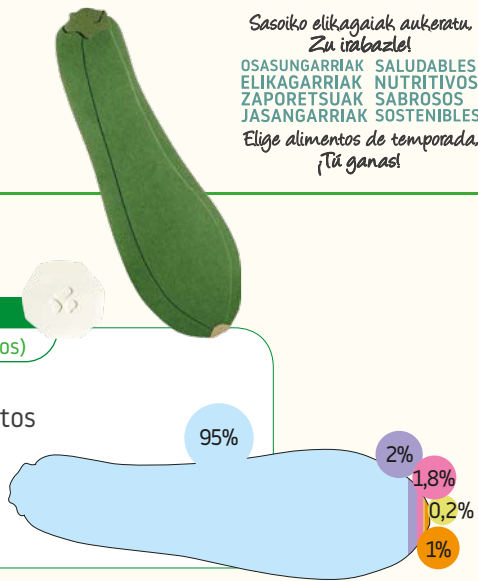 Sasoiko elikagaiak aukeratu,
Zu irabazle!
OSASUNGARRIAK SALUDABLES
ELIKAGARRIAK NUTRITIVOS
ZAPORETSUAK SABROSOS
JASANGARRIAK SOSTENIBLES
Elige alimentos de temporada,
¡Tú ganas!
os)
tos
95%
2%
1,8%
0,2%
1%